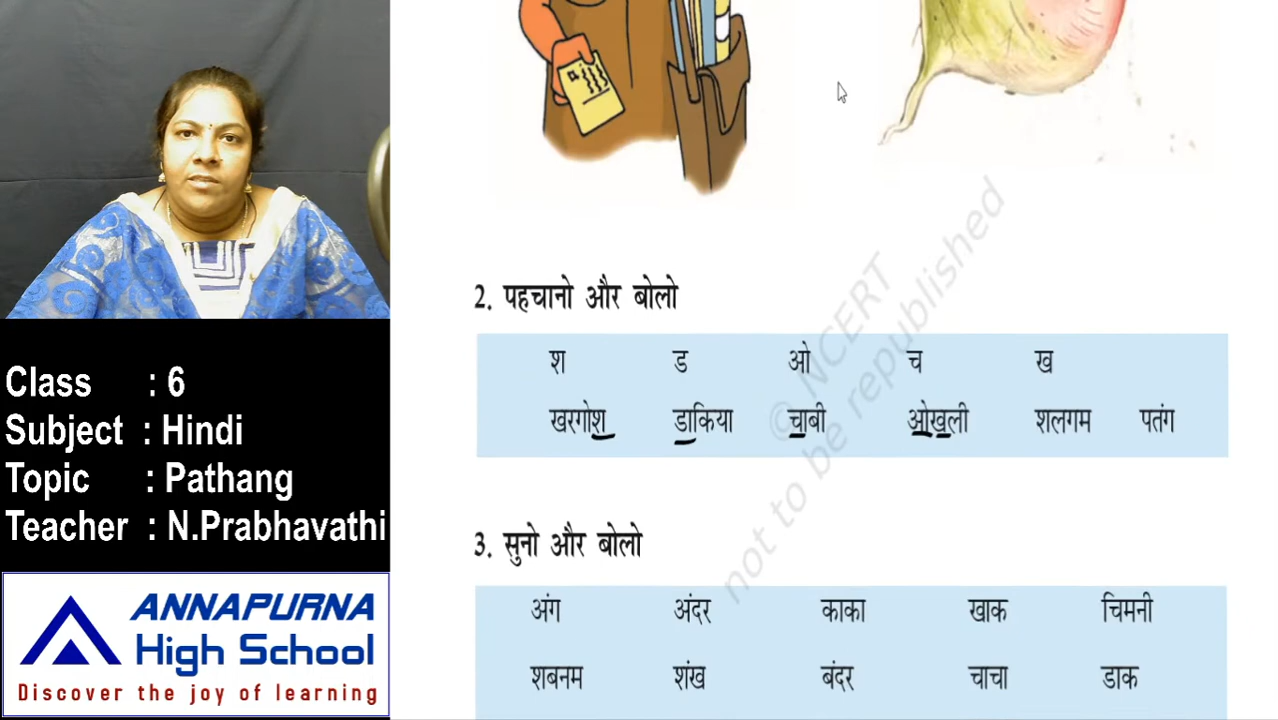 Class : 6
Subject : Hindi
Topic : Pathang
Teacher : N.Prabhavathi
ANNAPURNA
High School
Discover the joy of learning
2. पहचानो और बोलो
श ड ओ च ख
खरगोश डाकिया चाबी ओखली शलगम पतंग
3. सुनो और बोलो
अंग अंदर काका खाक चिमनी
शबनम शंख बंदर चाचा डाक
© NCERT
not to be republished